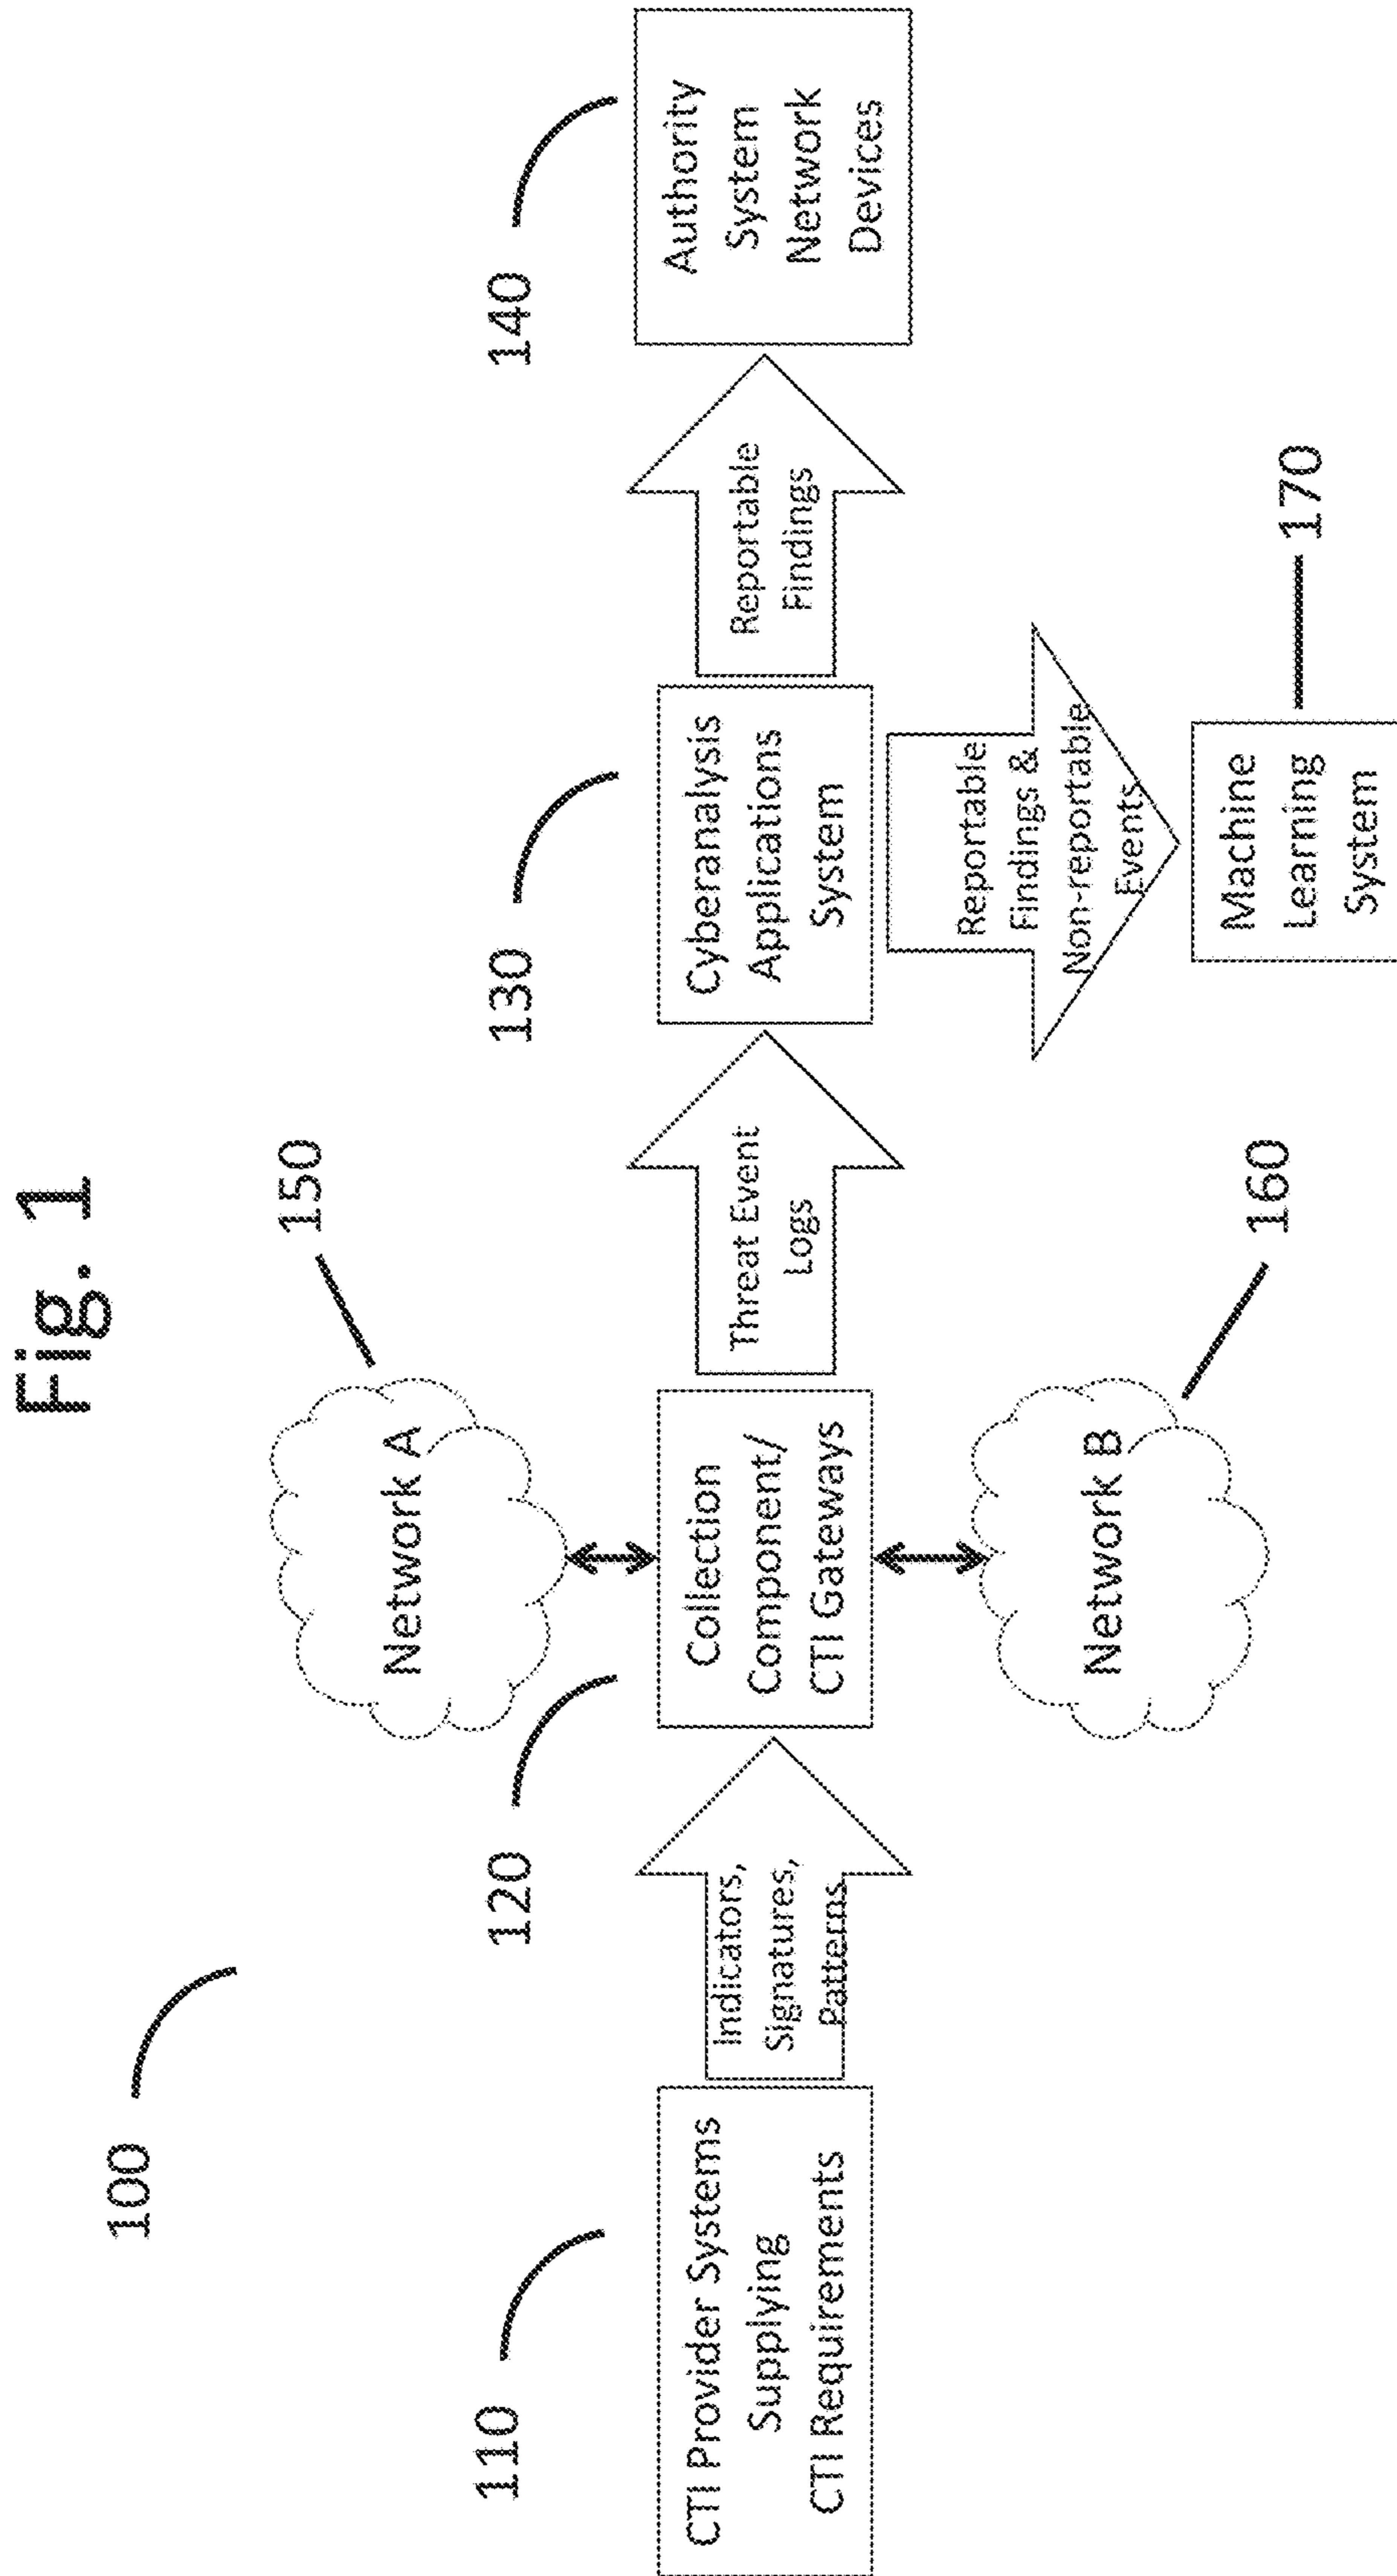 Fig. 1
100
150
110
120
130
140
Network A
CTI Provider Systems
Supplying
CTI Requirements
Indicators,
Signatures,
Patterns
Collection
Component/
CTI Gateways
Threat Event
Logs
Cyberanalysis
Applications
System
Reportable
Findings
Authority
System
Network
Devices
Reportable
Findings &
Non-reportable
Events
Network B
160
Machine
Learning
System
170